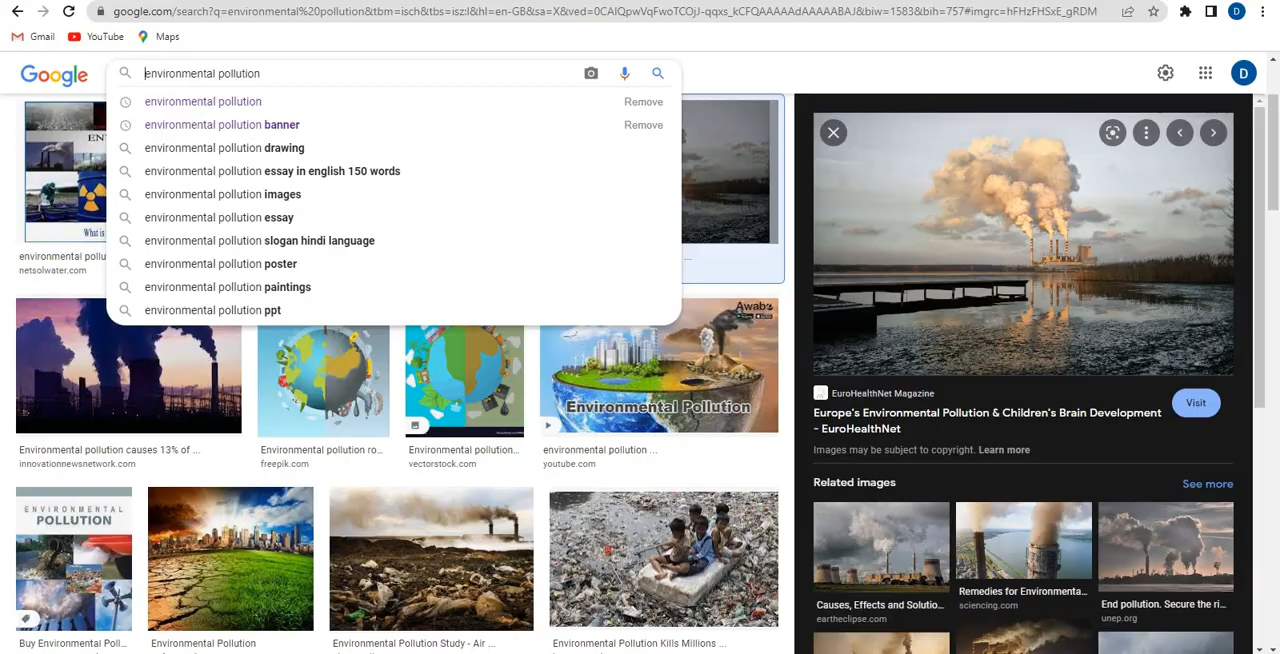 google.com/search?q=environmental%20pollution&tbm=isch&tbs=isz:l&hl=en-GB&sa=X&ved=0CAIQpwVqFwoTCOjJ-qqxs_kCFQAAAAAdAAAAABAJ&biw=1583&bih=757#imgrc=hFHzFHSxE_gRDM
D
Gmail
YouTube
Maps
Google
environmental pollution
D
environmental pollution
Remove
environmental pollution banner
Remove
environmental pollution drawing
environmental pollution essay in english 150 words
environmental pollution images
environmental pollution essay
environmental pollution slogan hindi language
environmental pollution poster
environmental pollution paintings
environmental pollution ppt
What is
environmental pollu
netsolwater.com
...
Awabe
Environmental Pollution
Environmental pollution causes 13% of ...
innovationnewsnetwork.com
Environmental pollution ro...
freepik.com
Environmental pollution...
vectorstock.com
environmental pollution ...
youtube.com
ENVIRONMENTAL
POLLUTION
Buy Environmental Poll...
Environmental Pollution
Environmental Pollution Study - Air ...
Environmental Pollution Kills Millions ...
EuroHealthNet Magazine
Europe's Environmental Pollution & Children's Brain Development
- EuroHealthNet
Visit
Images may be subject to copyright. Learn more
Related images
See more
Causes, Effects and Solutio...
eartheclipse.com
Remedies for Environmenta...
sciencing.com
End pollution. Secure the ri...
unep.org